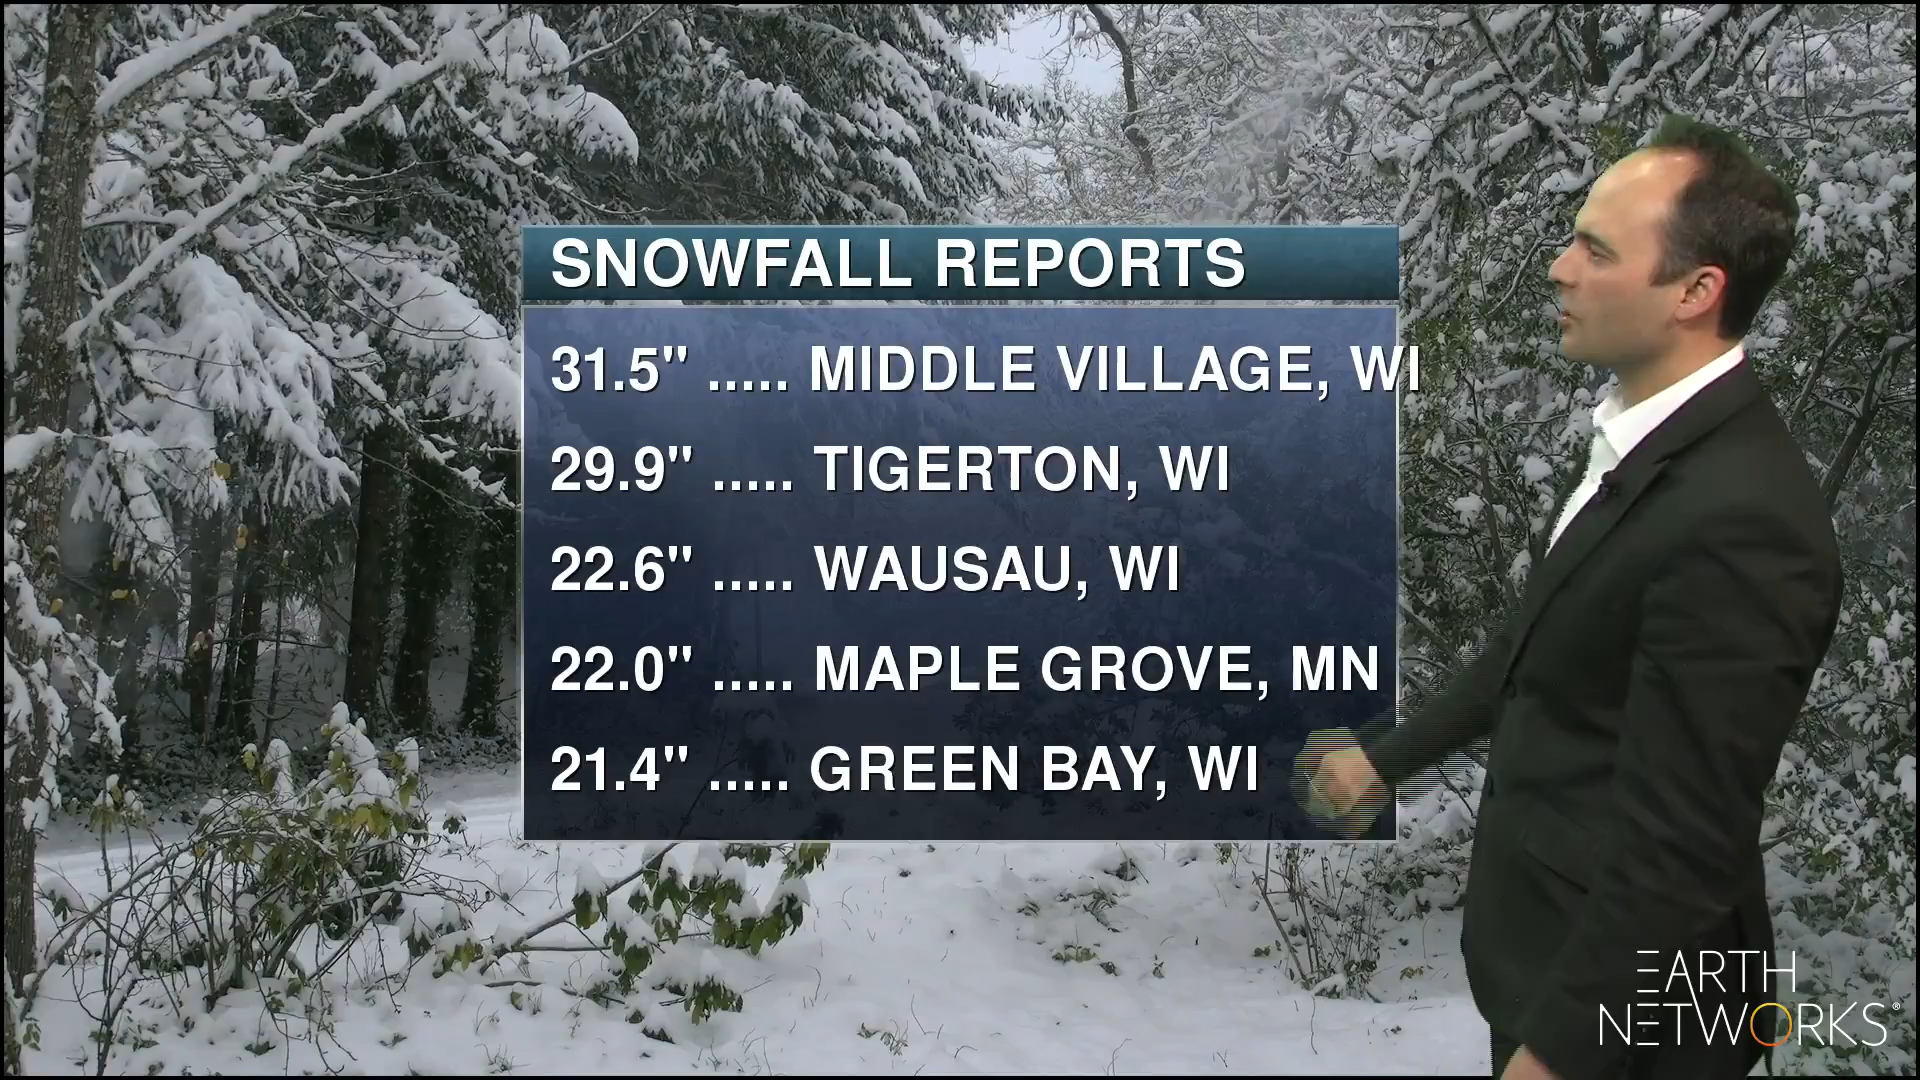 SNOWFALL REPORTS
31.5" ..... MIDDLE VILLAGE, WI
29.9" ..... TIGERTON, WI
22.6" ..... WAUSAU, WI
22.0" ..... MAPLE GROVE, MN
21.4" ..... GREEN BAY, WI
EARTH
NETWORKS®